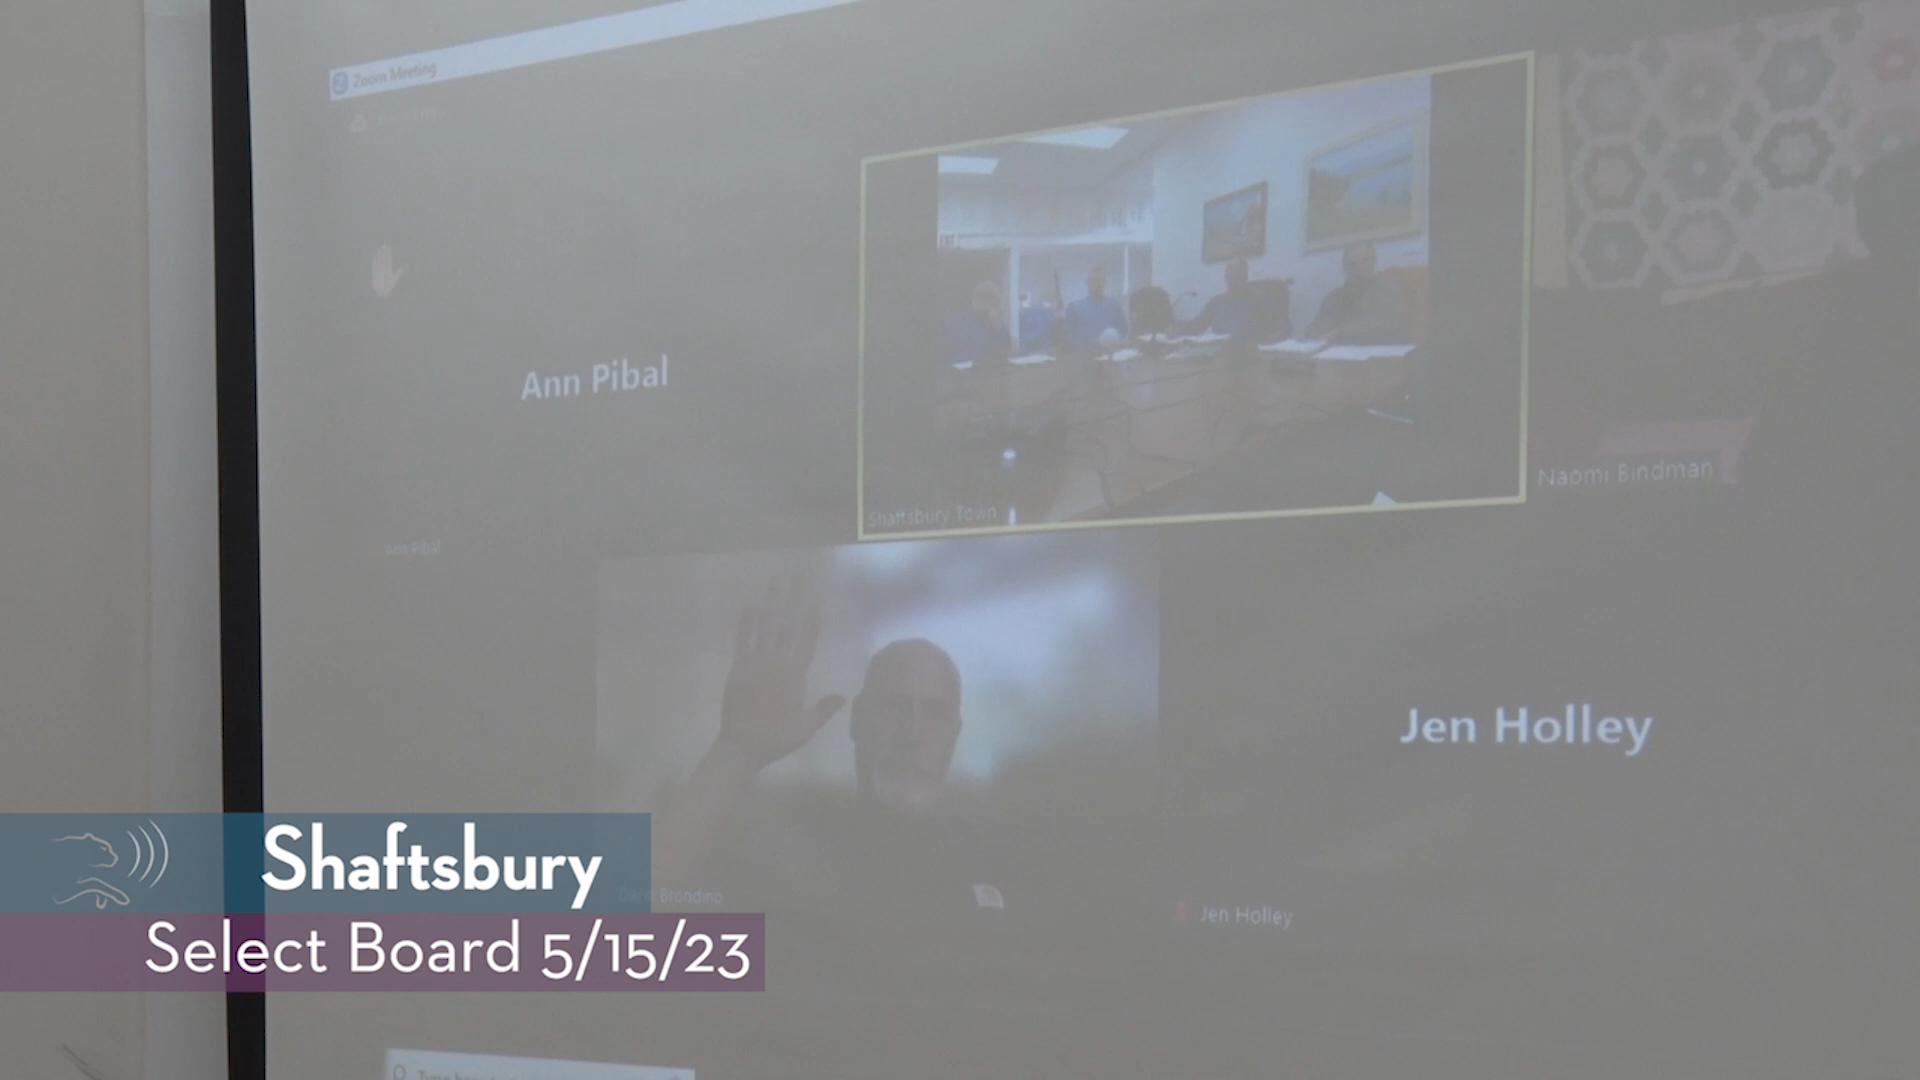 Zoom Meeting
Ann Pibal
Ann Pibal
Shaftsbury Town
Naomi Bindman
Jen Holley
Brondino
Jen Holley
Shaftsbury
Select Board 5/15/23